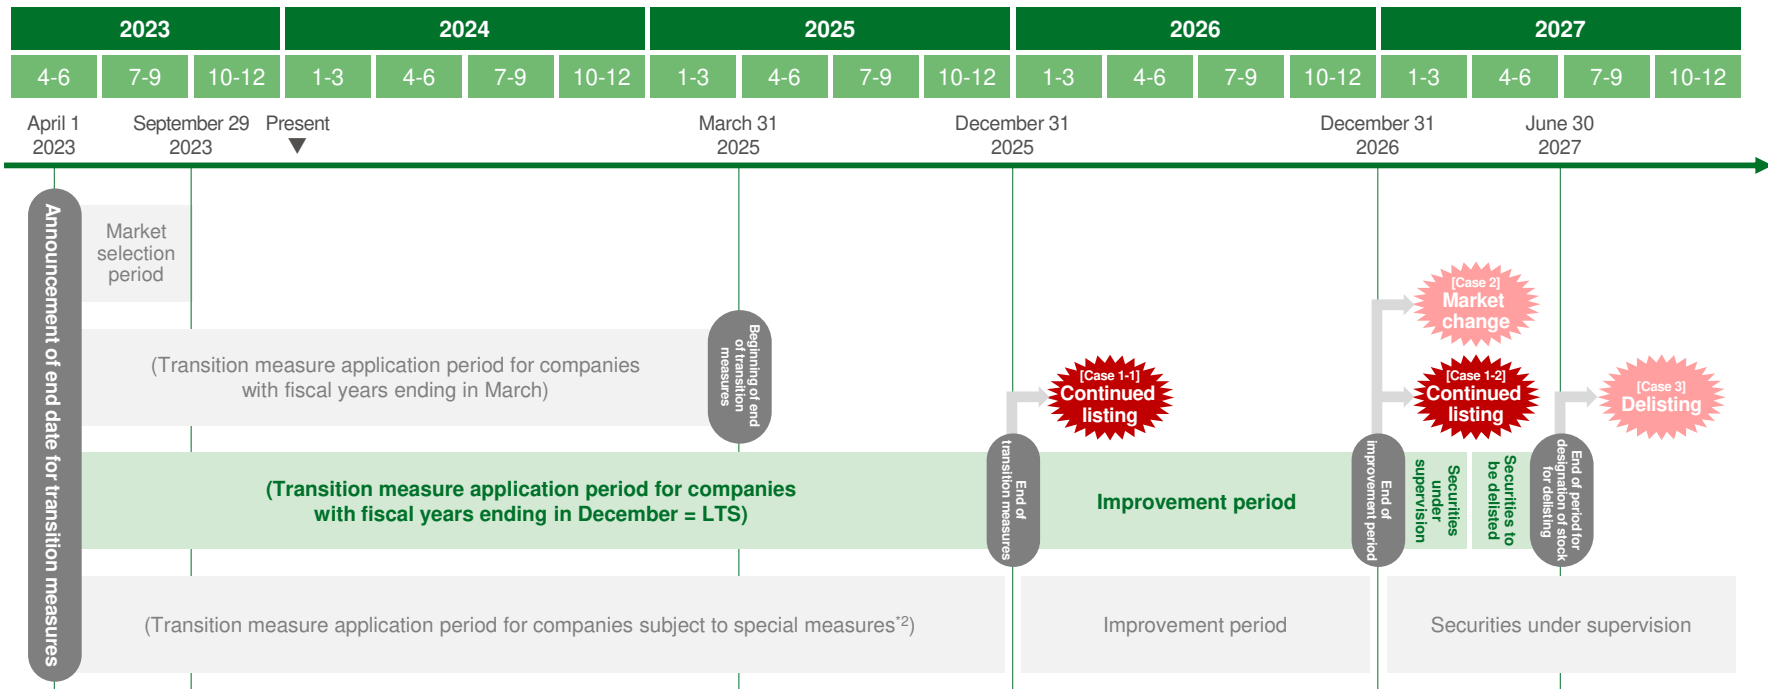 2023
2024
2025
2026
2027
4-6
7-9
10-12
1-3
4-6
7-9
10-12
1-3
4-6
7-9
10-12
1-3
4-6
7-9
10-12
1-3
4-6
7-9
10-12
April 1
2023
September 29
2023
Present
▼
March 31
2025
December 31
2025
December 31
2026
June 30
2027
Announcement of end date for transition measures
Market
selection
period
(Transition measure application period for companies
with fiscal years ending in March)
Beginning of end
of transition
measures
[Case 1-1]
Continued
listing
[Case 2]
Market
change
[Case 1-2]
Continued
listing
[Case 3]
Delisting
(Transition measure application period for companies
with fiscal years ending in December = LTS)
End of
transition measures
Improvement period
End of
improvement period
Securities
under
supervision
Securities to
be delisted
End of period for
designation of stock
for delisting
(Transition measure application period for companies subject to special measures*2)
Improvement period
Securities under supervision